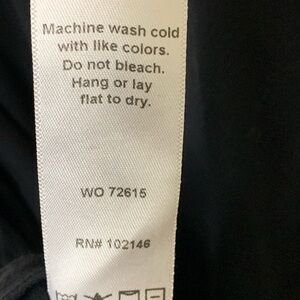 Machine wash cold
with like colors.
Do not bleach.
Hang or lay
flat to dry.
WO 72615
RN# 102146